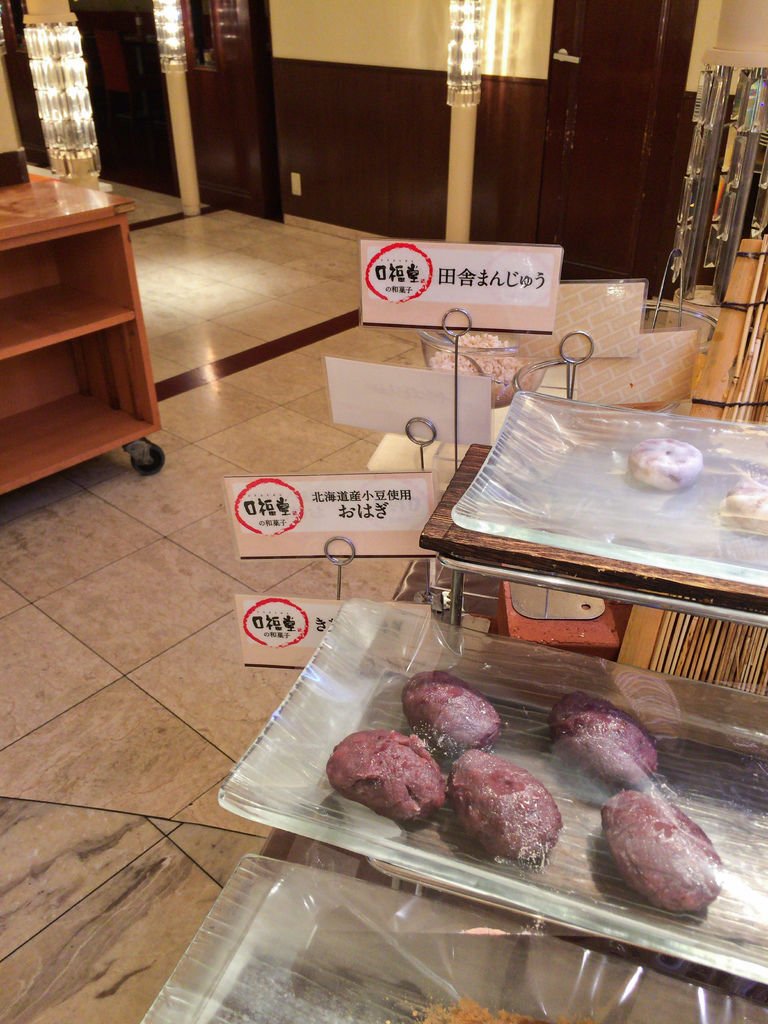 口福堂
の和菓子
田舎まんじゅう
口福堂
の和菓子
北海道産小豆使用
おはぎ
口福堂
の和菓子
き